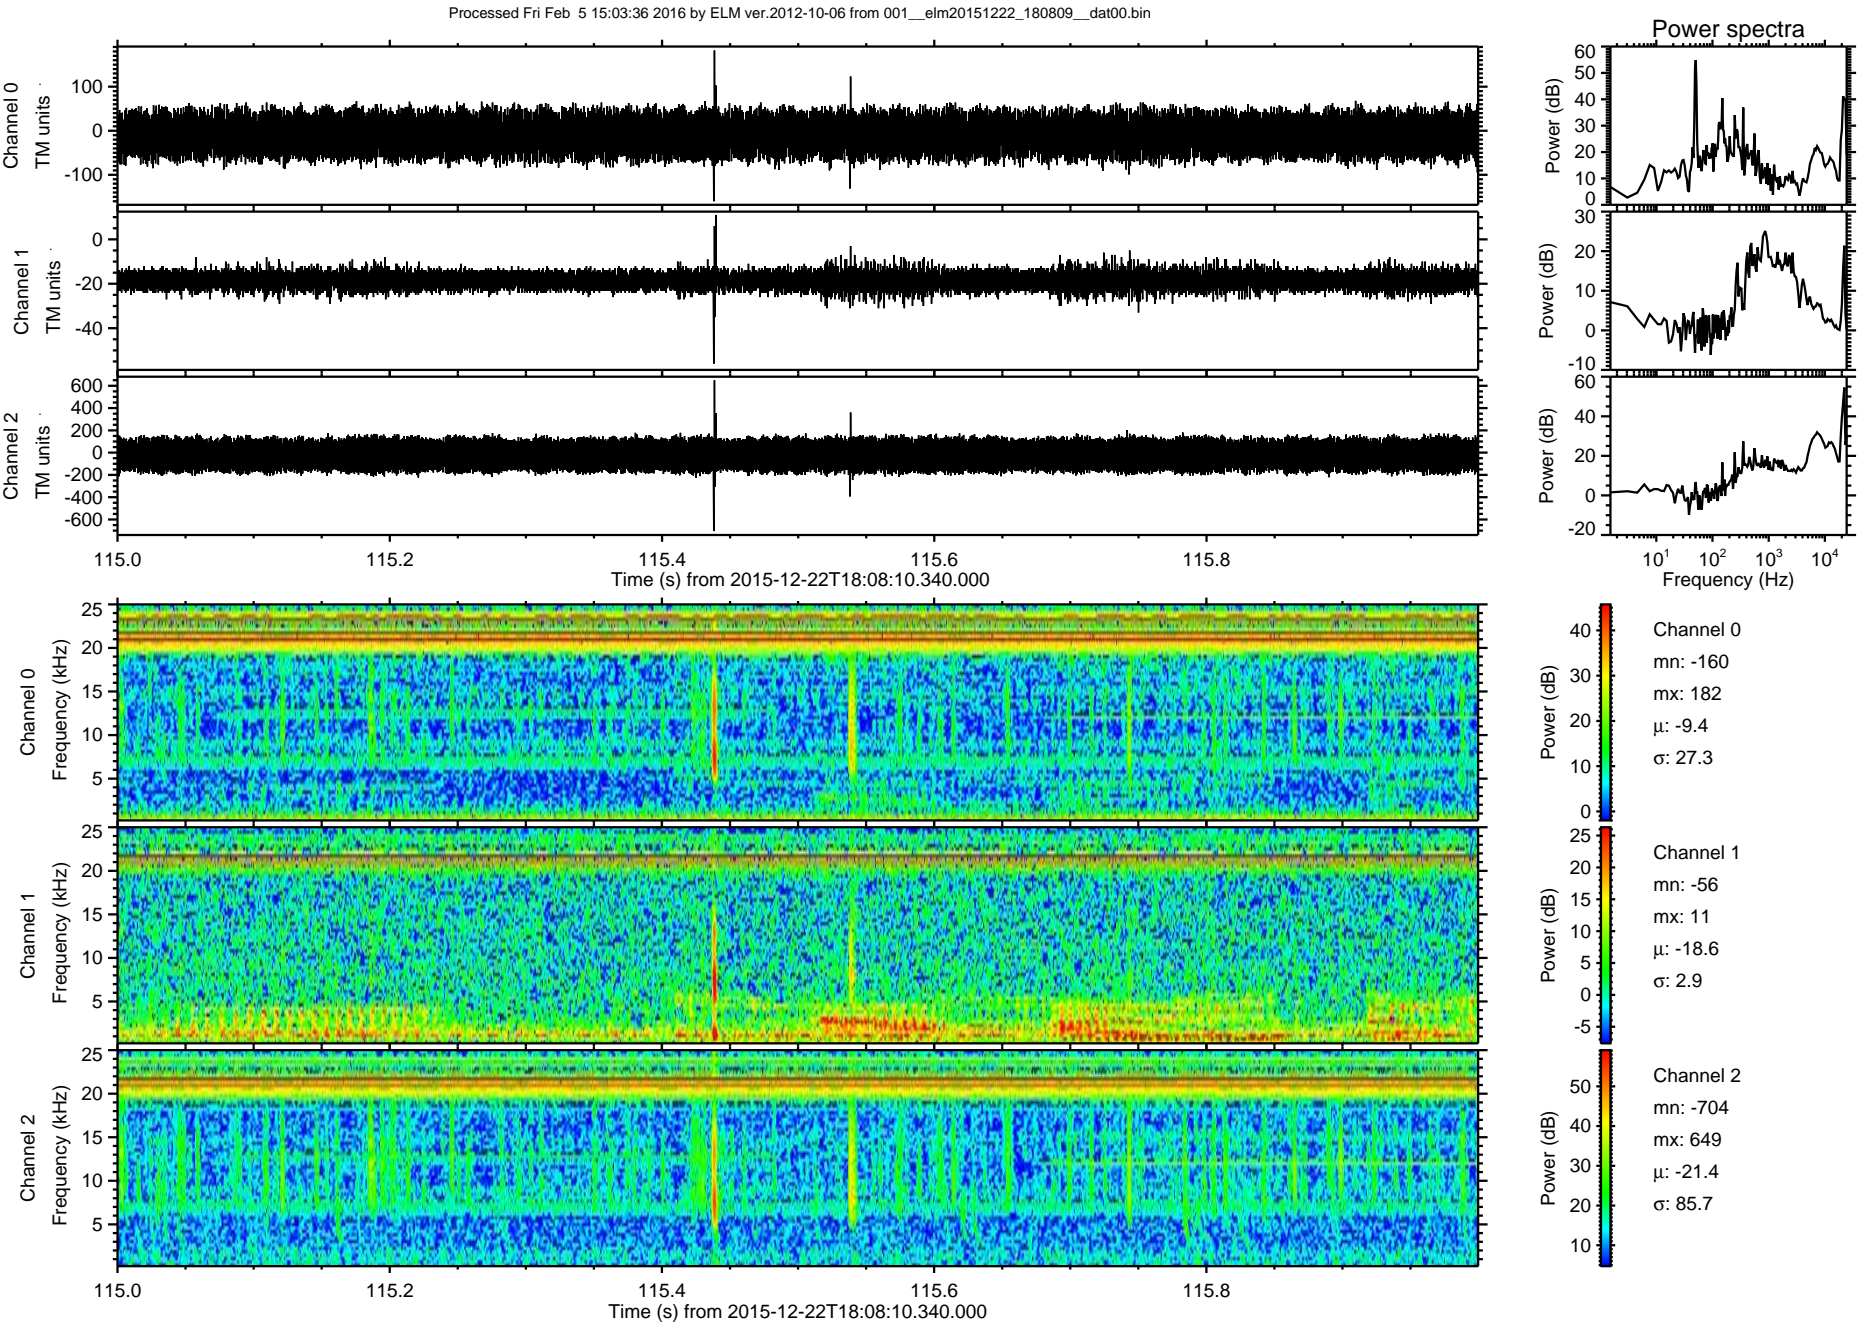 Processed Fri Feb  5 15:03:36 2016 by ELM ver.2012-10-06 from 001__elm20151222_180809__dat00.bin
Power spectra
Channel 0
TM units
100
0
-100
Power (dB)
60
50
40
30
20
10
0
Channel 1
TM units
0
-20
-40
Power (dB)
30
20
10
0
-10
Channel 2
TM units
600
400
200
0
-200
-400
-600
Power (dB)
60
40
20
0
-20
115.0 115.2 115.4 115.6 115.8
Time (s) from 2015-12-22T18:08:10.340.000
10¹ 10² 10³ 10⁴
Frequency (Hz)
Channel 0
Frequency (kHz)
25
20
15
10
5
Power (dB)
40
30
20
10
0
Channel 0
mn: -160
mx: 182
μ: -9.4
σ: 27.3
Channel 1
Frequency (kHz)
25
20
15
10
5
Power (dB)
25
20
15
10
5
0
-5
Channel 1
mn: -56
mx: 11
μ: -18.6
σ: 2.9
Channel 2
Frequency (kHz)
25
20
15
10
5
Power (dB)
50
40
30
20
10
Channel 2
mn: -704
mx: 649
μ: -21.4
σ: 85.7
115.0 115.2 115.4 115.6 115.8
Time (s) from 2015-12-22T18:08:10.340.000